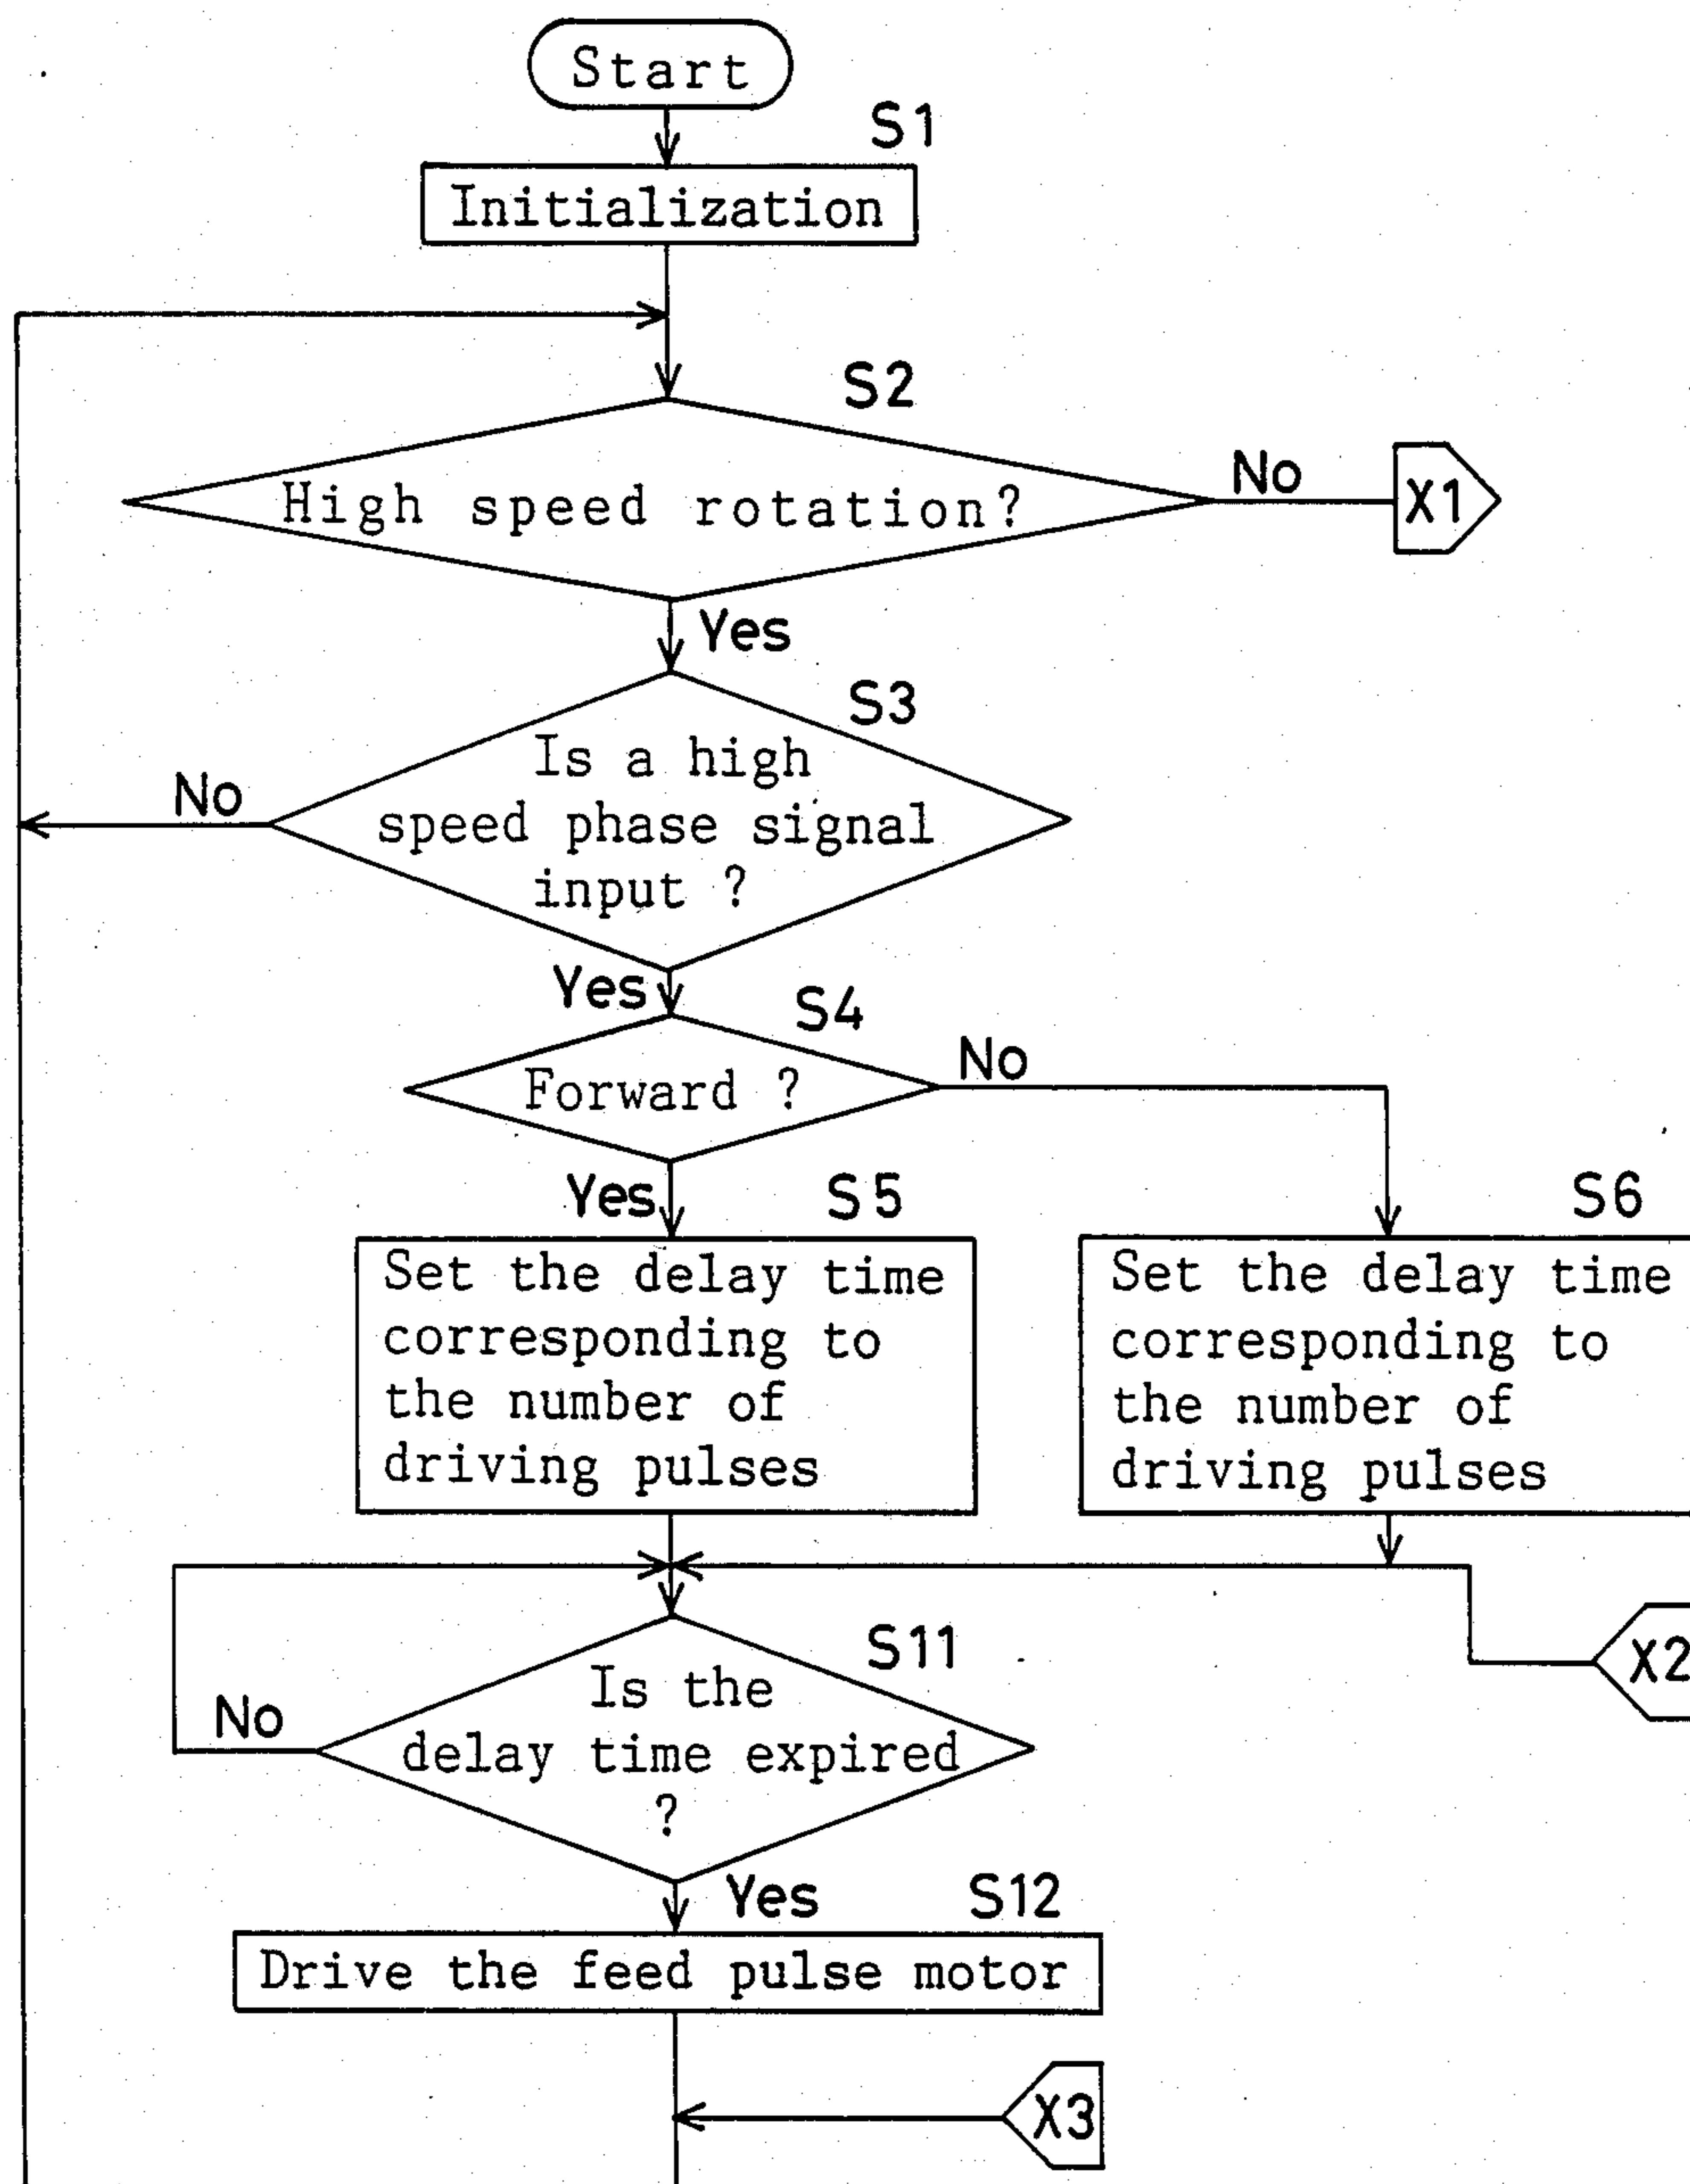 Start
S1
Initialization
S2
High speed rotation?
No
X1
Yes
S3
Is a high
speed phase signal
input ?
No
Yes
S4
Forward ?
No
Yes
S5
Set the delay time
corresponding to
the number of
driving pulses
S6
Set the delay time
corresponding to
the number of
driving pulses
X2
S11
Is the
delay time expired
?
No
Yes
S12
Drive the feed pulse motor
X3